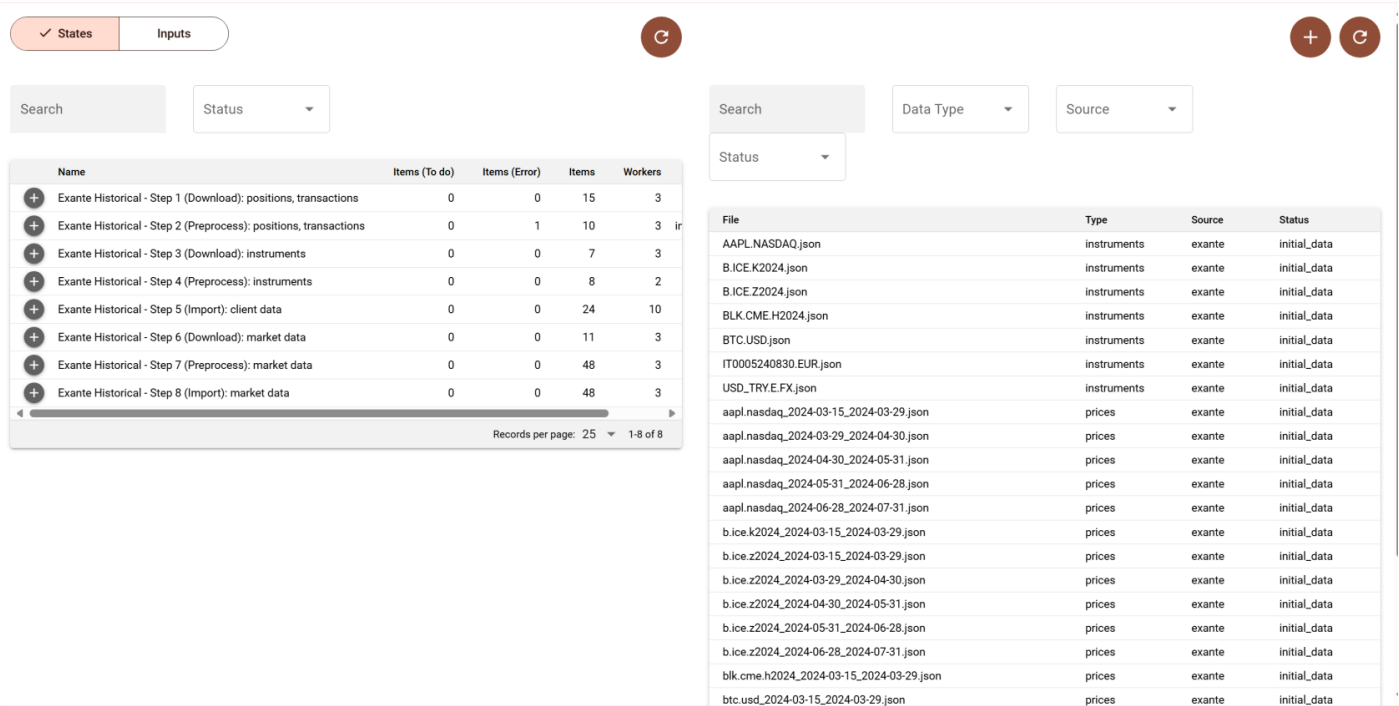 States Inputs
Search Status
Name Items (To do) Items (Error) Items Workers
Exante Historical - Step 1 (Download): positions, transactions 0 0 15 3
Exante Historical - Step 2 (Preprocess): positions, transactions 0 1 10 3
Exante Historical - Step 3 (Download): instruments 0 0 7 3
Exante Historical - Step 4 (Preprocess): instruments 0 0 8 2
Exante Historical - Step 5 (Import): client data 0 0 24 10
Exante Historical - Step 6 (Download): market data 0 0 11 3
Exante Historical - Step 7 (Preprocess): market data 0 0 48 3
Exante Historical - Step 8 (Import): market data 0 0 48 3
Records per page: 25 1-8 of 8
Search Data Type Source
Status
File Type Source Status
AAPL.NASDAQ.json instruments exante initial_data
B.ICE.K2024.json instruments exante initial_data
B.ICE.Z2024.json instruments exante initial_data
BLK.CME.H2024.json instruments exante initial_data
BTC.USD.json instruments exante initial_data
IT0005240830.EUR.json instruments exante initial_data
USD_TRY.E.FX.json instruments exante initial_data
aapl.nasdaq_2024-03-15_2024-03-29.json prices exante initial_data
aapl.nasdaq_2024-03-29_2024-04-30.json prices exante initial_data
aapl.nasdaq_2024-04-30_2024-05-31.json prices exante initial_data
aapl.nasdaq_2024-05-31_2024-06-28.json prices exante initial_data
aapl.nasdaq_2024-06-28_2024-07-31.json prices exante initial_data
b.ice.k2024_2024-03-15_2024-03-29.json prices exante initial_data
b.ice.z2024_2024-03-15_2024-03-29.json prices exante initial_data
b.ice.z2024_2024-03-29_2024-04-30.json prices exante initial_data
b.ice.z2024_2024-04-30_2024-05-31.json prices exante initial_data
b.ice.z2024_2024-05-31_2024-06-28.json prices exante initial_data
b.ice.z2024_2024-06-28_2024-07-31.json prices exante initial_data
blk.cme.h2024_2024-03-15_2024-03-29.json prices exante initial_data
btc.usd_2024-03-15_2024-03-29.json prices exante initial_data